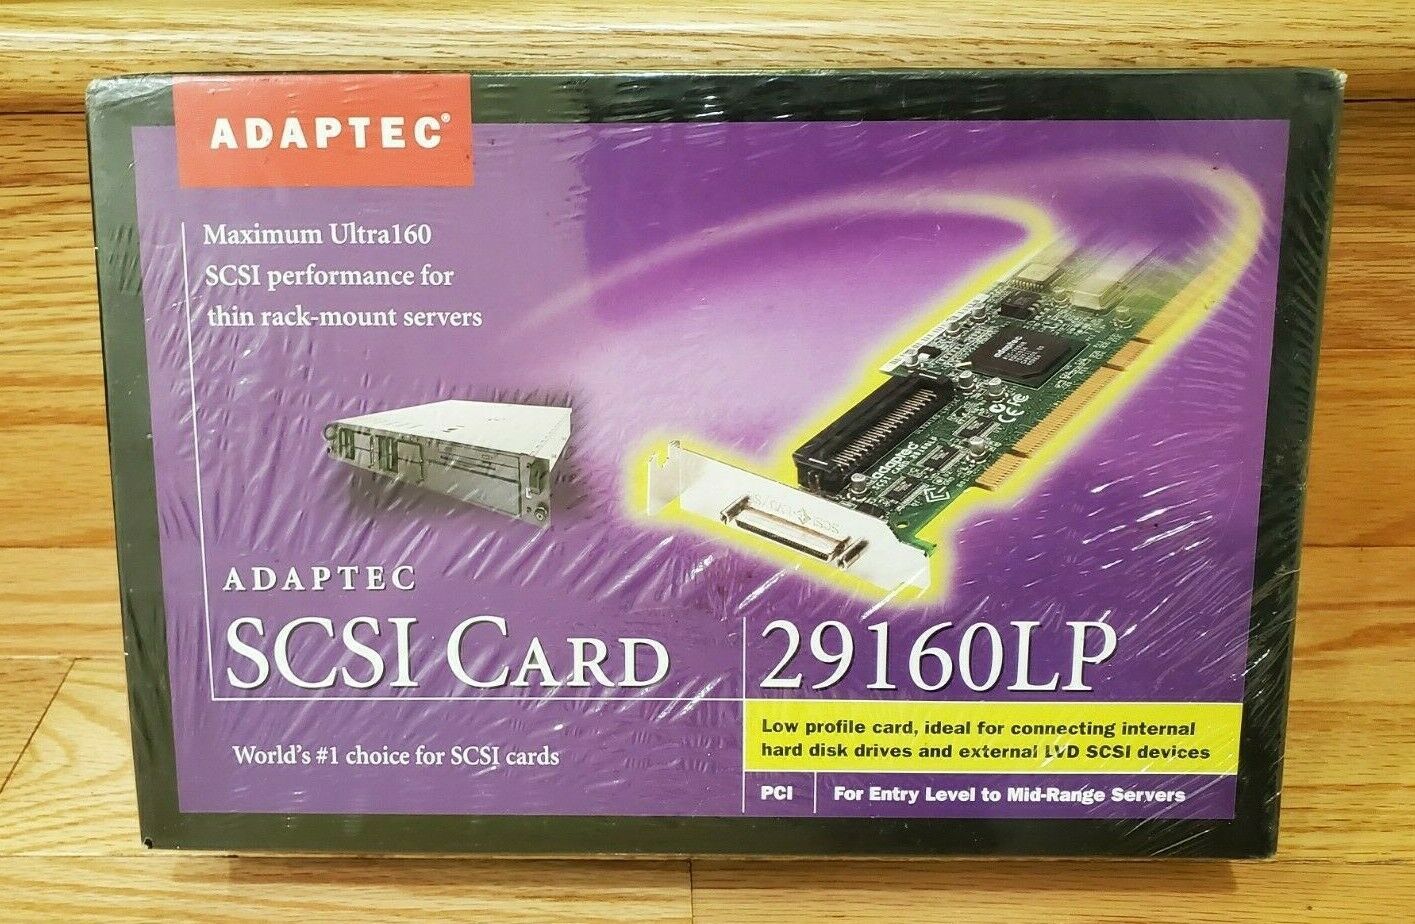 ADAPTEC®
Maximum Ultra160
SCSI performance for
thin rack-mount servers
adaptec
adaptec
ADAPTEC
SCSI CARD
29160LP
Low profile card, ideal for connecting internal
hard disk drives and external LVD SCSI devices
World's #1 choice for SCSI cards
PCI
For Entry Level to Mid-Range Servers